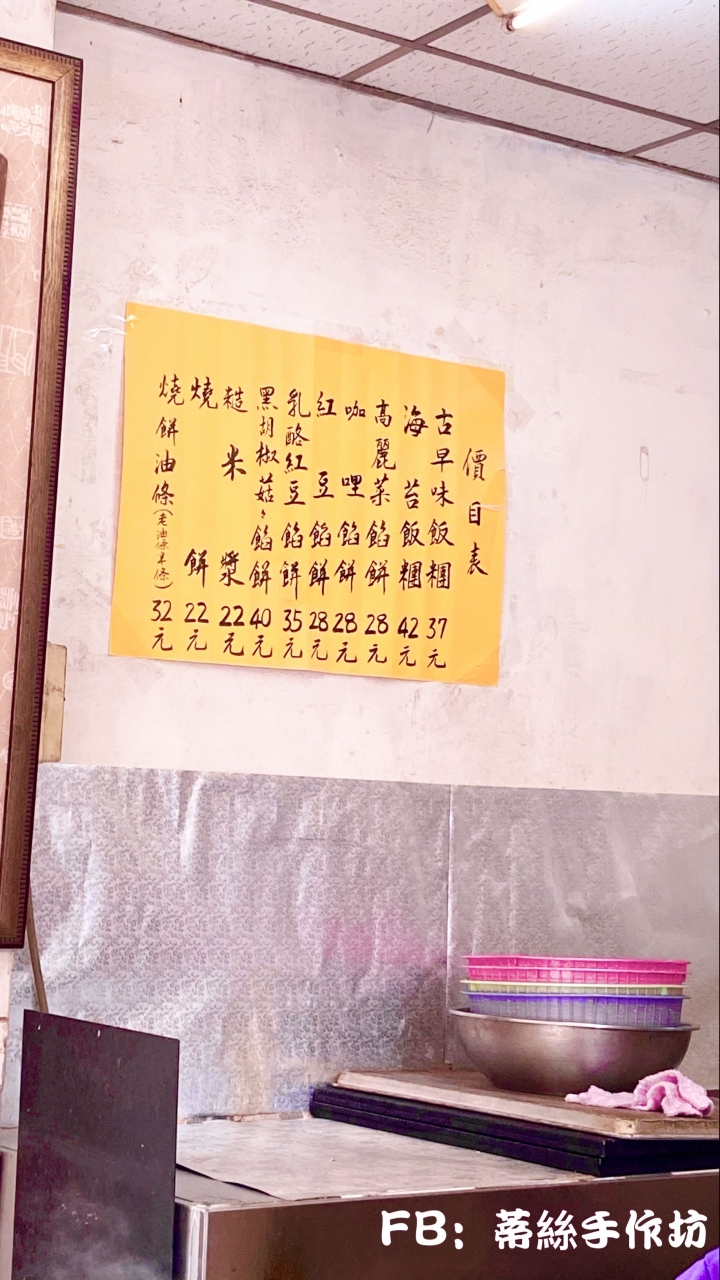 價目表
古早味飯糰37元
海苔飯糰42元
高麗菜餡餅28元
咖哩餡餅28元
紅豆餡餅28元
乳酪紅豆餡餅35元
黑胡椒菇々餡餅40元
糙米漿22元
燒餅22元
燒餅油條(老油條半條)32元
FB: 蒂絲手作坊